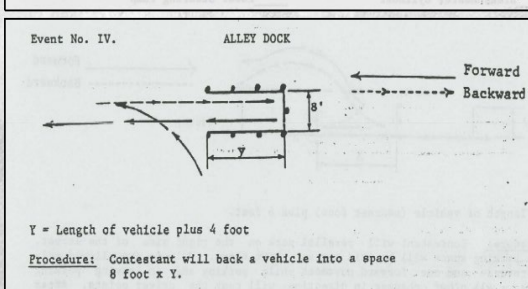 Event No. IV. ALLEY DOCK
Forward
Backward
8'
y
Y = Length of vehicle plus 4 foot
Procedure: Contestant will back a vehicle into a space
8 foot x Y.